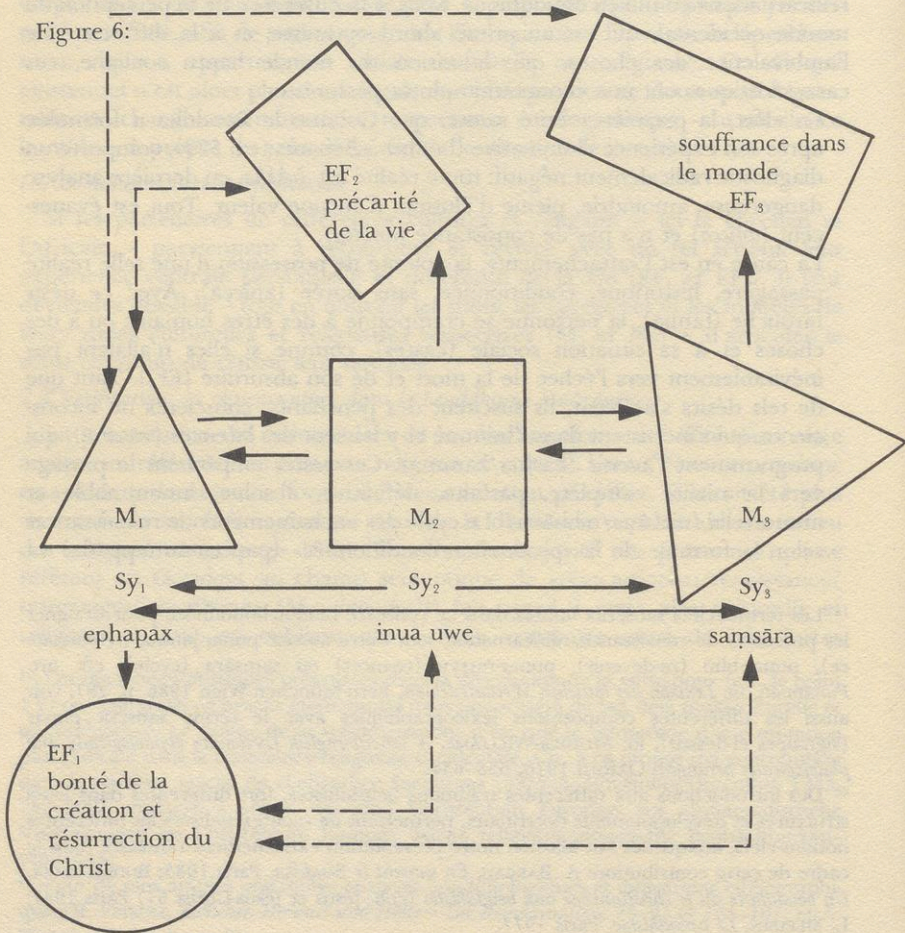 Figure 6:
souffrance dans
le monde
EF₃
EF₂
précarité
de la vie
M₁
M₂
M₃
Sy₁
Sy₂
Sy₃
ephapax
inua uwe
saṃsāra
EF₁
bonté de la
création et
résurrection du
Christ